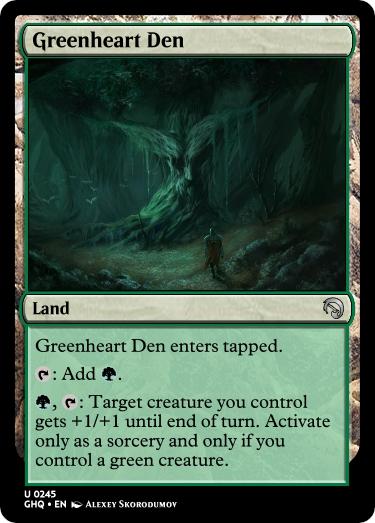 Greenheart Den
Land
Greenheart Den enters tapped.
: Add .
, : Target creature you control
gets +1/+1 until end of turn. Activate
only as a sorcery and only if you
control a green creature.
U 0245
GHQ • EN Alexey Skorodumov